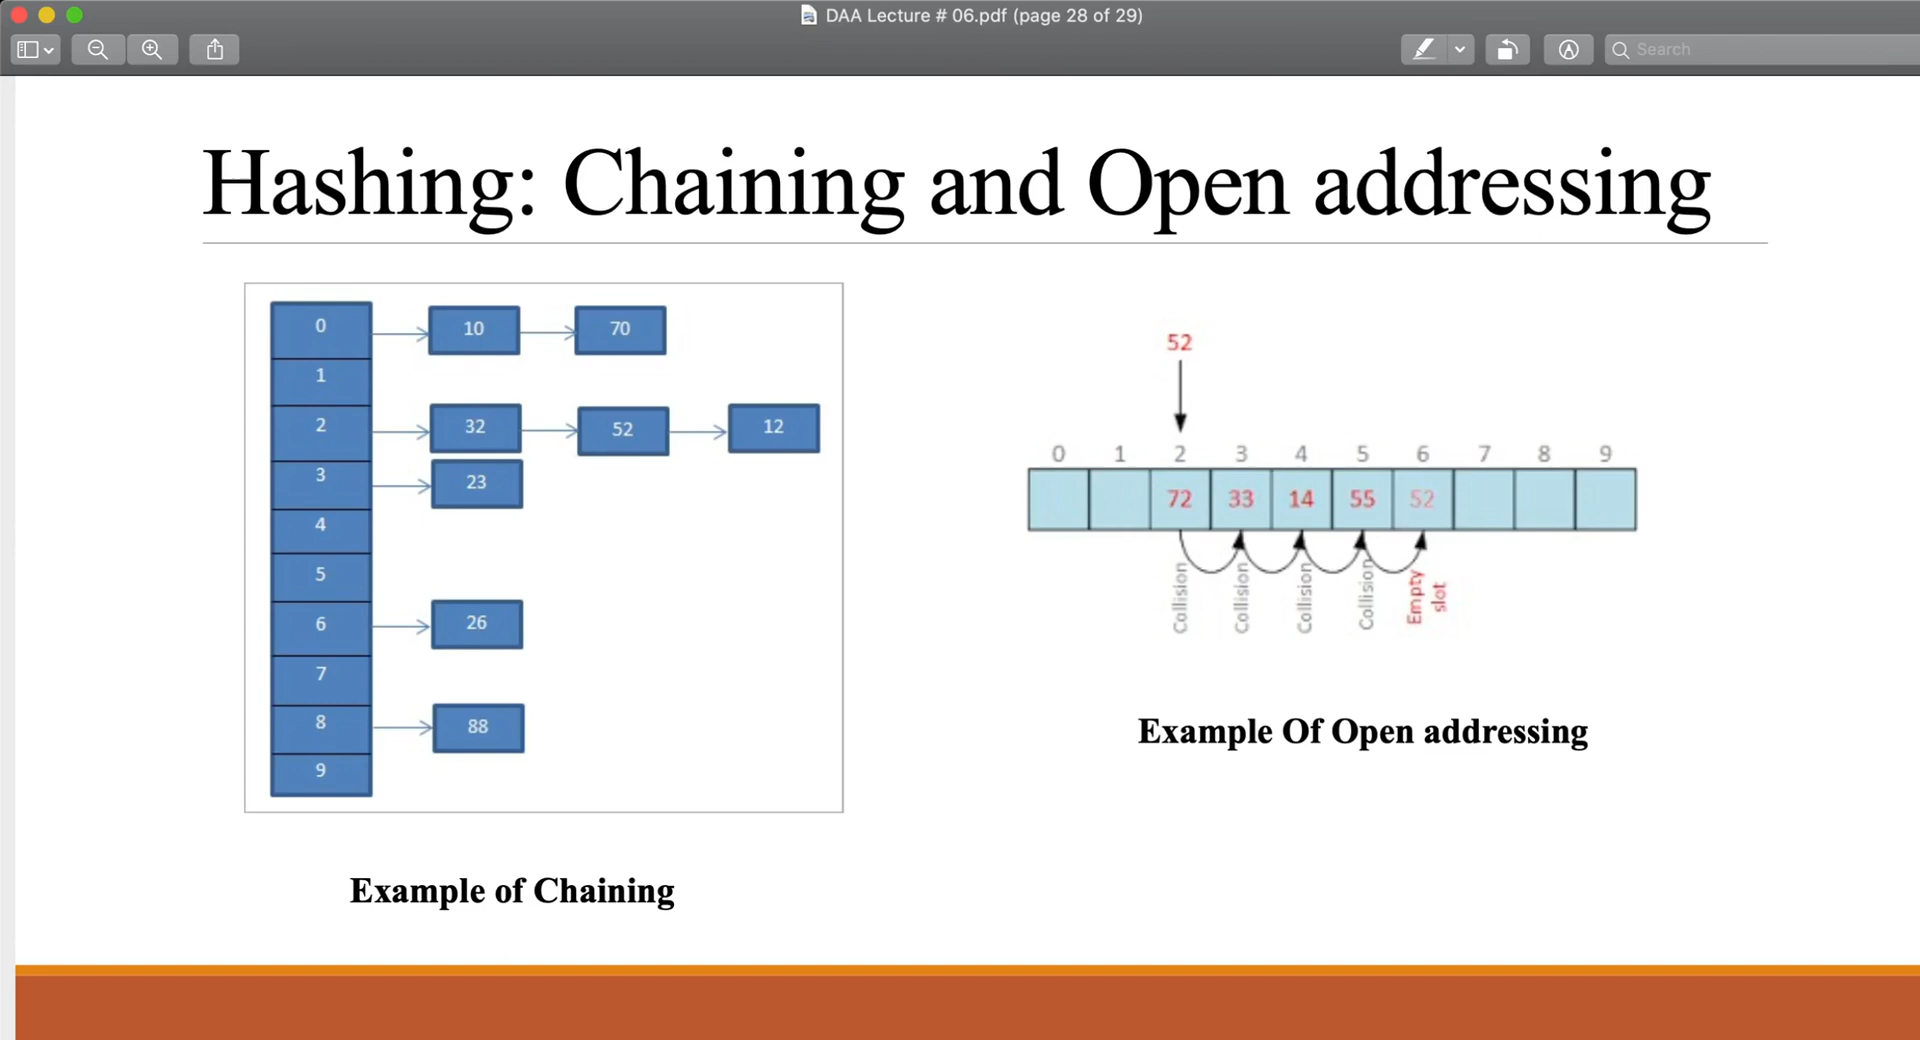 DAA Lecture # 06.pdf (page 28 of 29)
Search
Hashing: Chaining and Open addressing
0 10 70
1
2 32 52 12
3 23
4
5
6 26
7
8 88
9
Example of Chaining
52
0 1 2 3 4 5 6 7 8 9
72 33 14 55 52
Collision Collision Collision Collision Empty slot
Example Of Open addressing